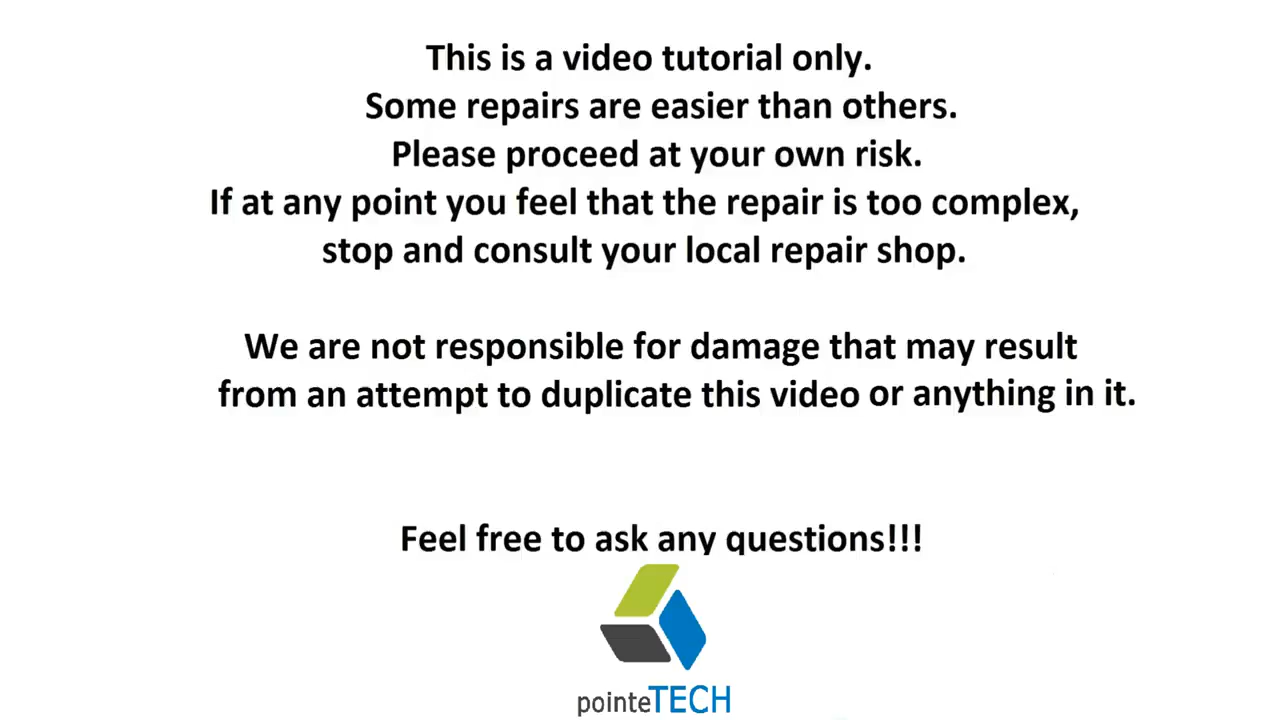 This is a video tutorial only.
Some repairs are easier than others.
Please proceed at your own risk.
If at any point you feel that the repair is too complex,
stop and consult your local repair shop.
We are not responsible for damage that may result
from an attempt to duplicate this video or anything in it.
Feel free to ask any questions!!!
pointeTECH